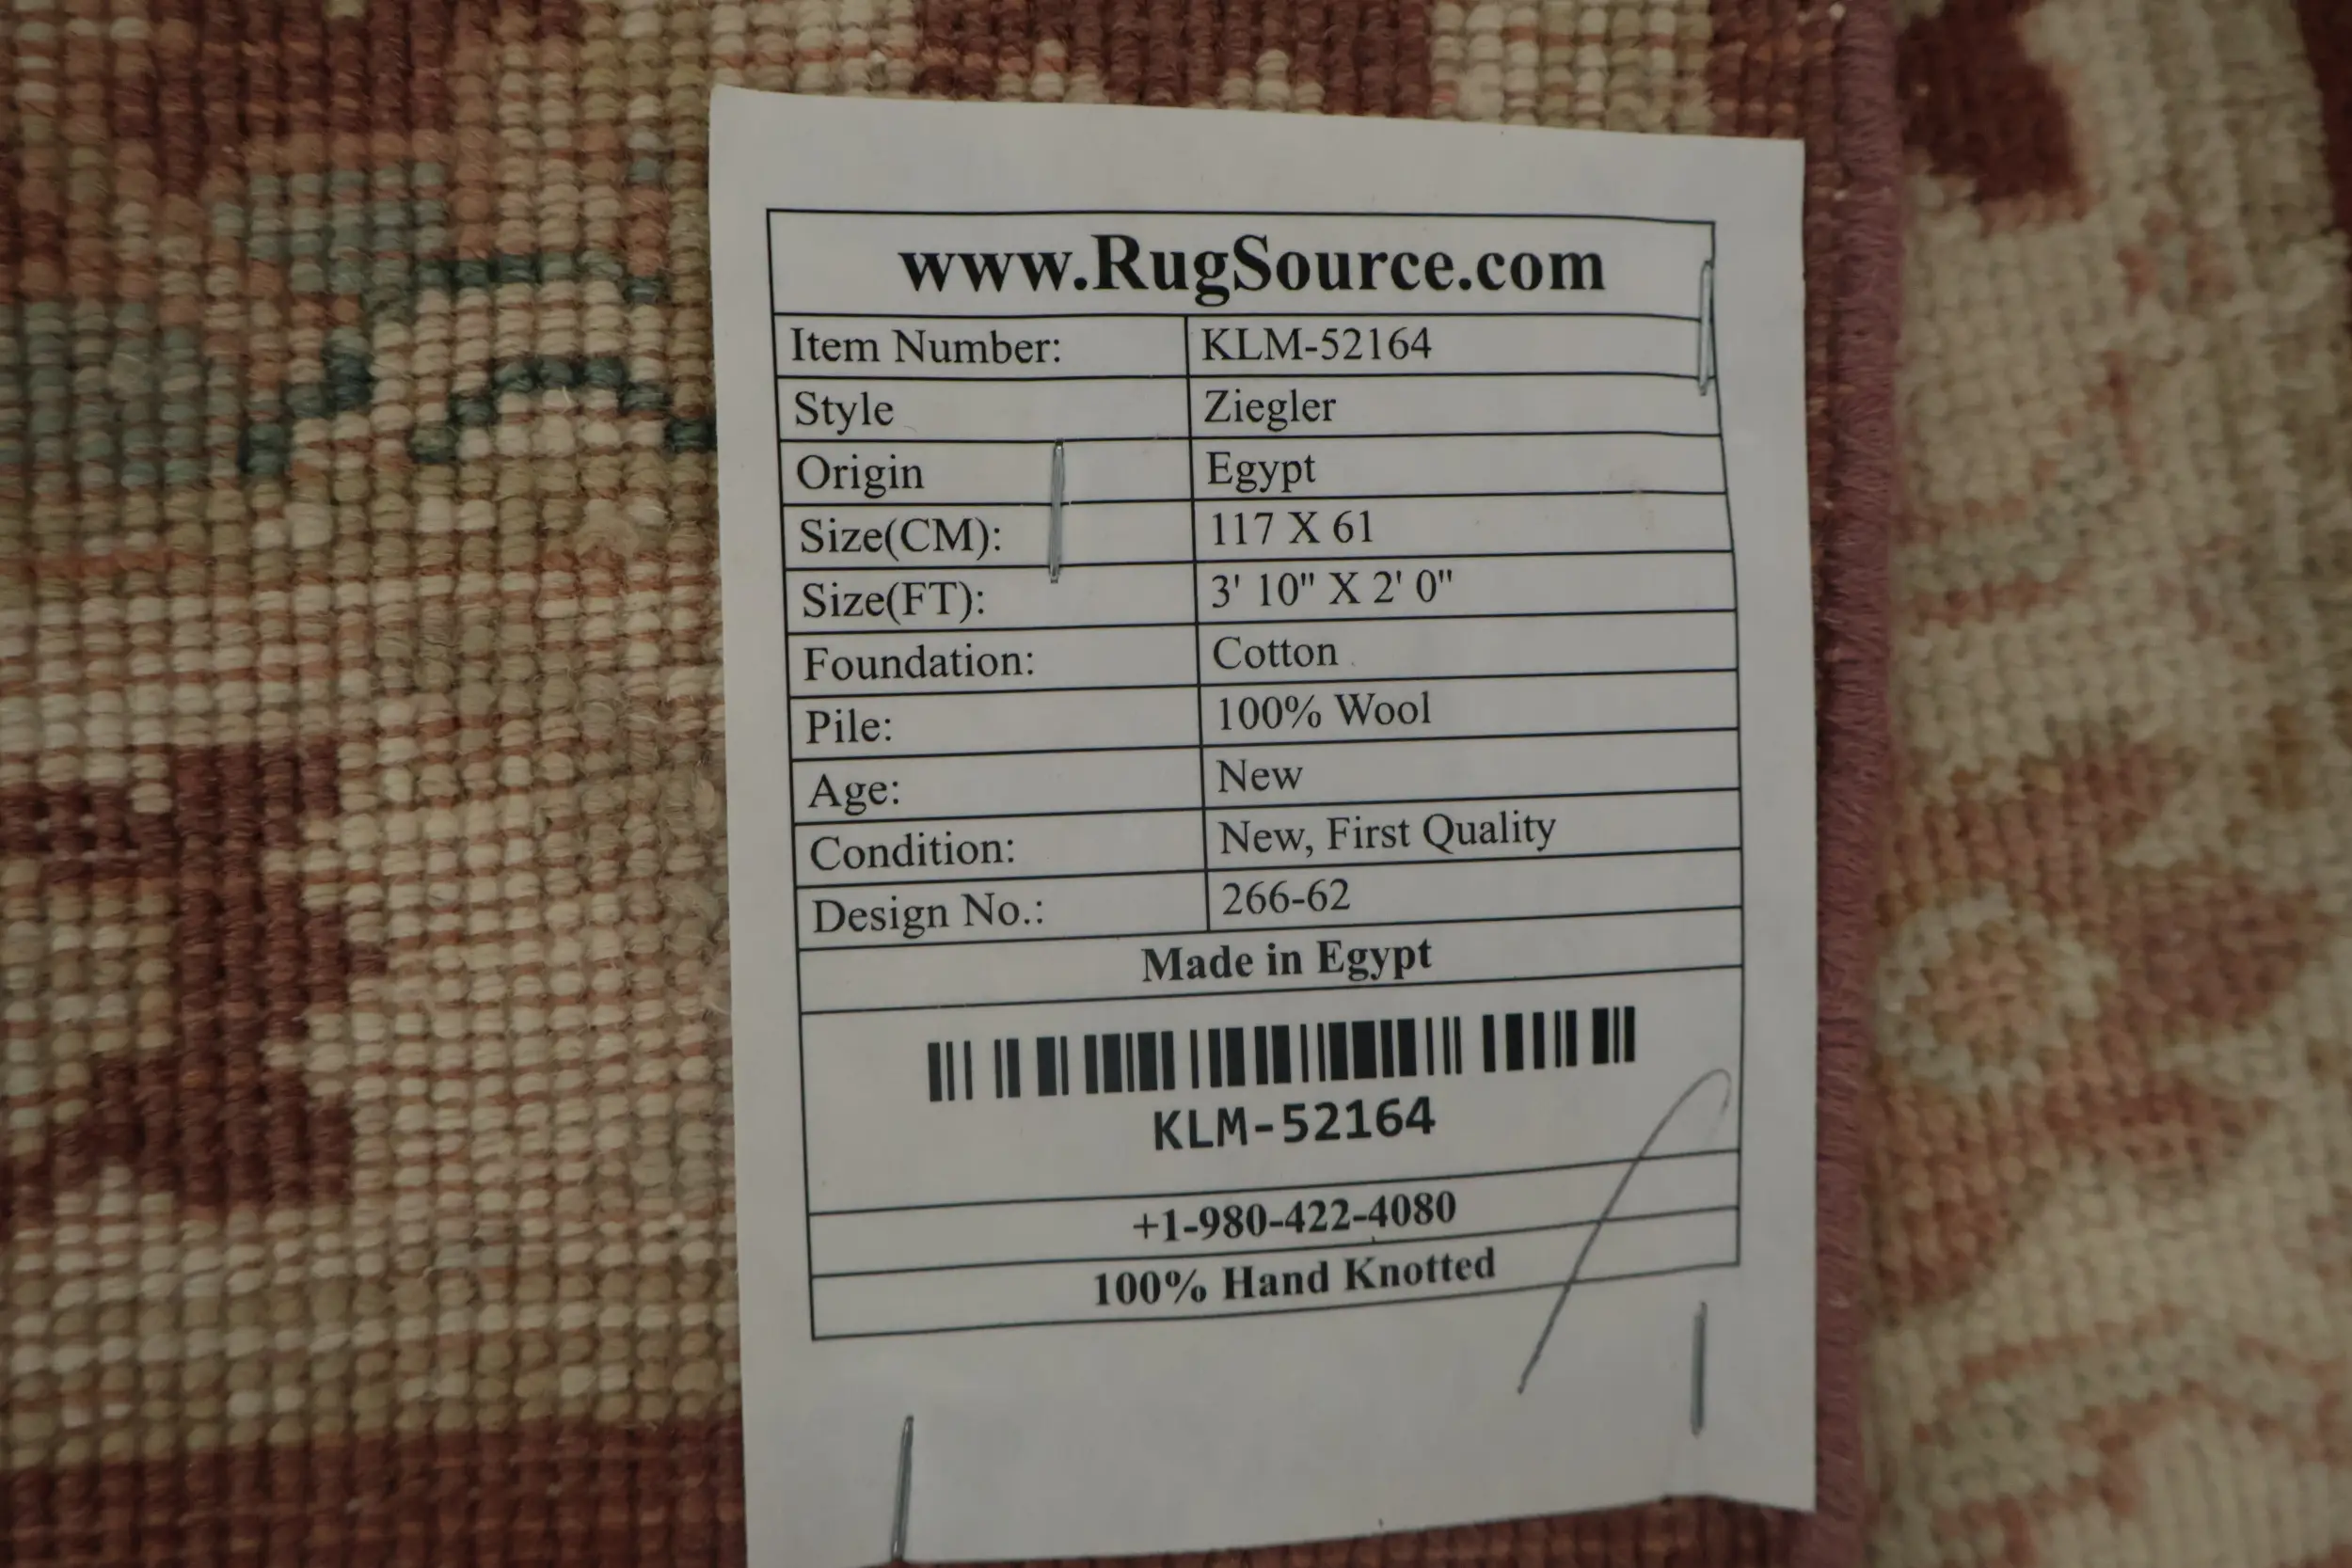 www.RugSource.com
Item Number: KLM-52164
Style Ziegler
Origin Egypt
Size(CM): 117 X 61
Size(FT): 3' 10" X 2' 0"
Foundation: Cotton
Pile: 100% Wool
Age: New
Condition: New, First Quality
Design No.: 266-62
Made in Egypt
KLM-52164
+1-980-422-4080
100% Hand Knotted